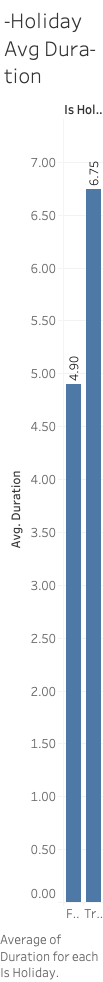 -Holiday
Avg Dura-
tion
Is Hol..
7.00
6.50
6.00
5.50
5.00
4.50
4.00
3.50
3.00
2.50
2.00
1.50
1.00
0.50
0.00
Avg. Duration
4.90
6.75
F.. Tr..
Average of
Duration for each
Is Holiday.